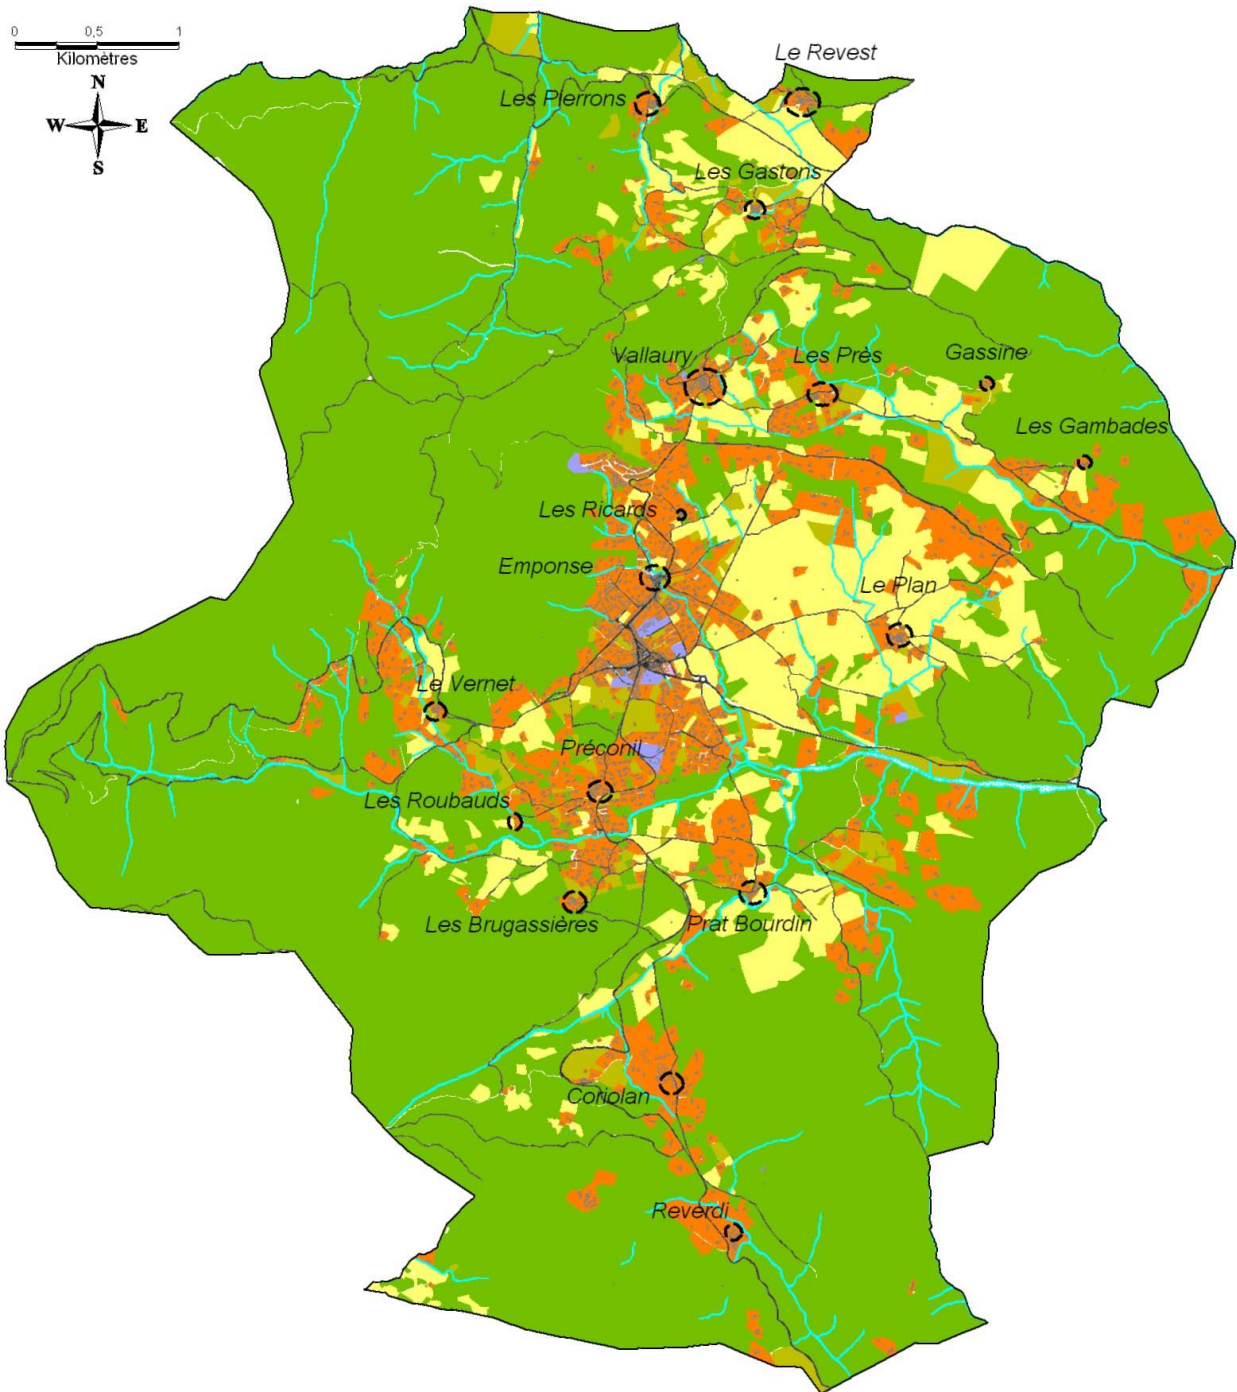 0 0,5 1
Kilomètres
N
W E
S
Le Revest
Les Pierrons
Les Gastons
Vallaury
Les Près
Gassine
Les Gambades
Les Ricards
Emponse
Le Plan
Le Vernet
Préconil
Les Roubauds
Les Brugassières
Prat Bourdin
Coriolan
Reverdi